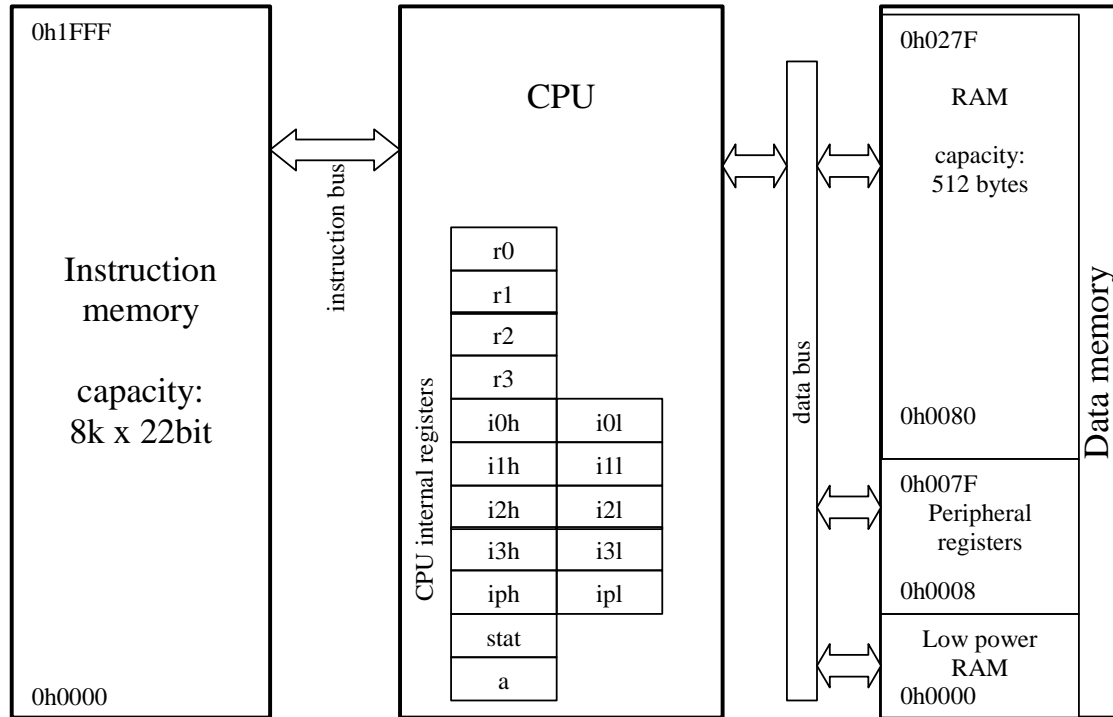 0h1FFF
Instruction
memory
capacity:
8k x 22bit
0h0000
instruction bus
CPU
CPU internal registers
r0
r1
r2
r3
i0h i0l
i1h i1l
i2h i2l
i3h i3l
iph ipl
stat
a
data bus
0h027F
RAM
capacity:
512 bytes
0h0080
0h007F
Peripheral
registers
0h0008
Low power
RAM
0h0000
Data memory